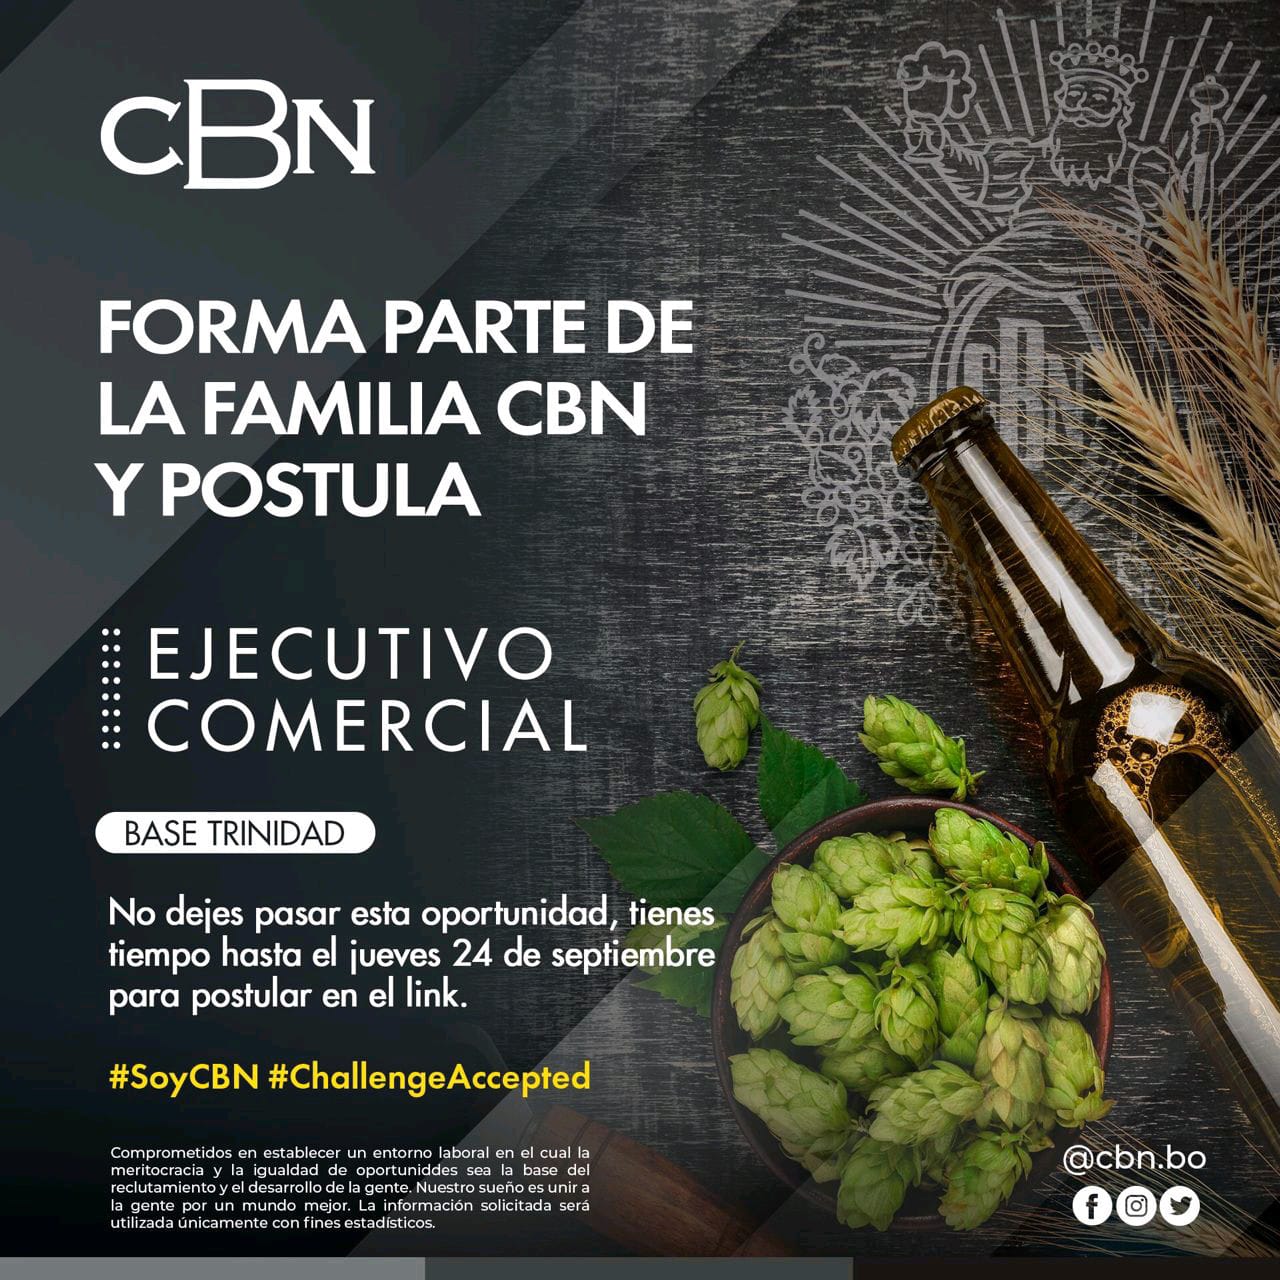 CBN
FORMA PARTE DE
LA FAMILIA CBN
Y POSTULA
EJECUTIVO
COMERCIAL
BASE TRINIDAD
No dejes pasar esta oportunidad, tienes
tiempo hasta el jueves 24 de septiembre
para postular en el link.
#SoyCBN #ChallengeAccepted
Comprometidos en establecer un entorno laboral en el cual la
meritocracia y la igualdad de oportuniddes sea la base del
reclutamiento y el desarrollo de la gente. Nuestro sueño es unir a
la gente por un mundo mejor. La información solicitada será
utilizada únicamente con fines estadísticos.
@cbn.bo